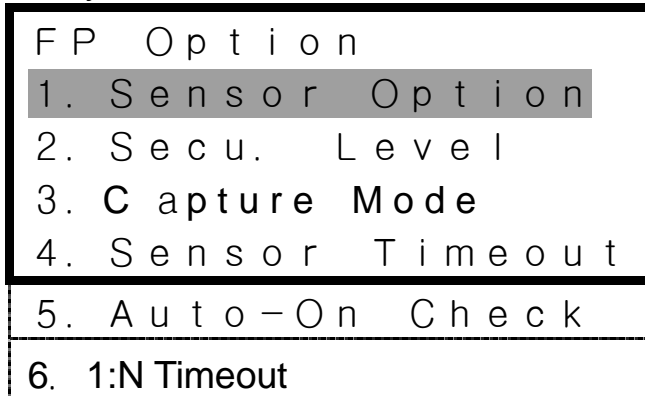 FP Option
1. Sensor Option
2. Secu. Level
3. Capture Mode
4. Sensor Timeout
5. Auto-On Check
6. 1:N Timeout